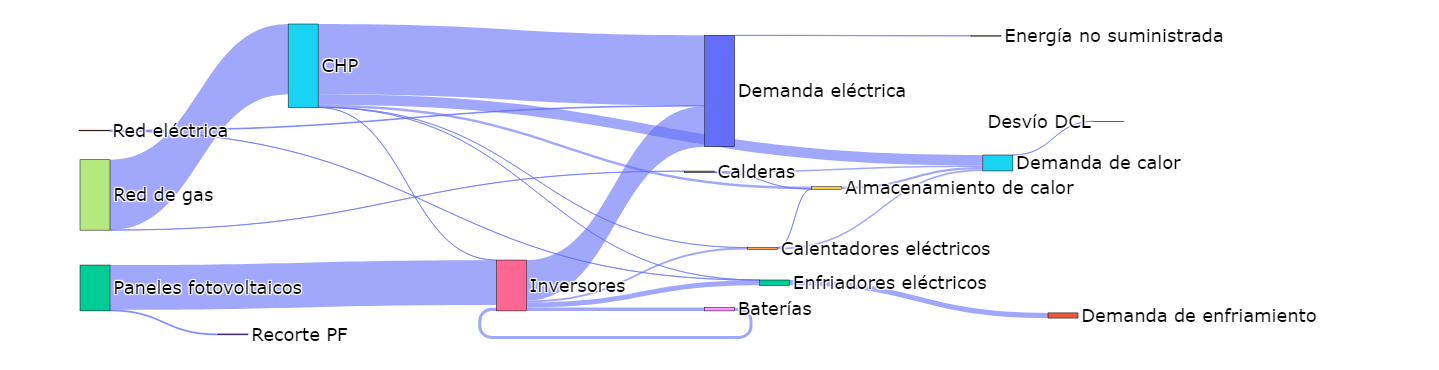 Energía no suministrada
CHP
Demanda eléctrica
Desvío DCL
Red eléctrica
Demanda de calor
Calderas
Almacenamiento de calor
Red de gas
Calentadores eléctricos
Enfriadores eléctricos
Paneles fotovoltaicos
Inversores
Baterías
Demanda de enfriamiento
Recorte PF